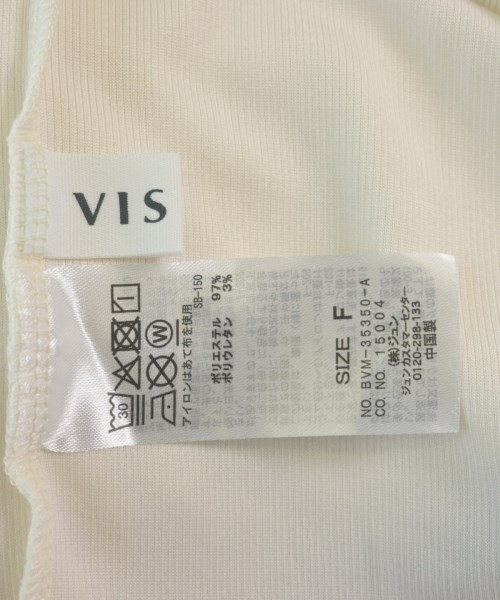 VIS
30
W
アイロンはあて布を使用
SB-150
ポリエステル 97%
ポリウレタン 3%
SIZE F
NO. BVM-35350-A
CO. NO. 5004
(株)ジュン
ジュンカスタマーセンター
0120-298-133
中国製